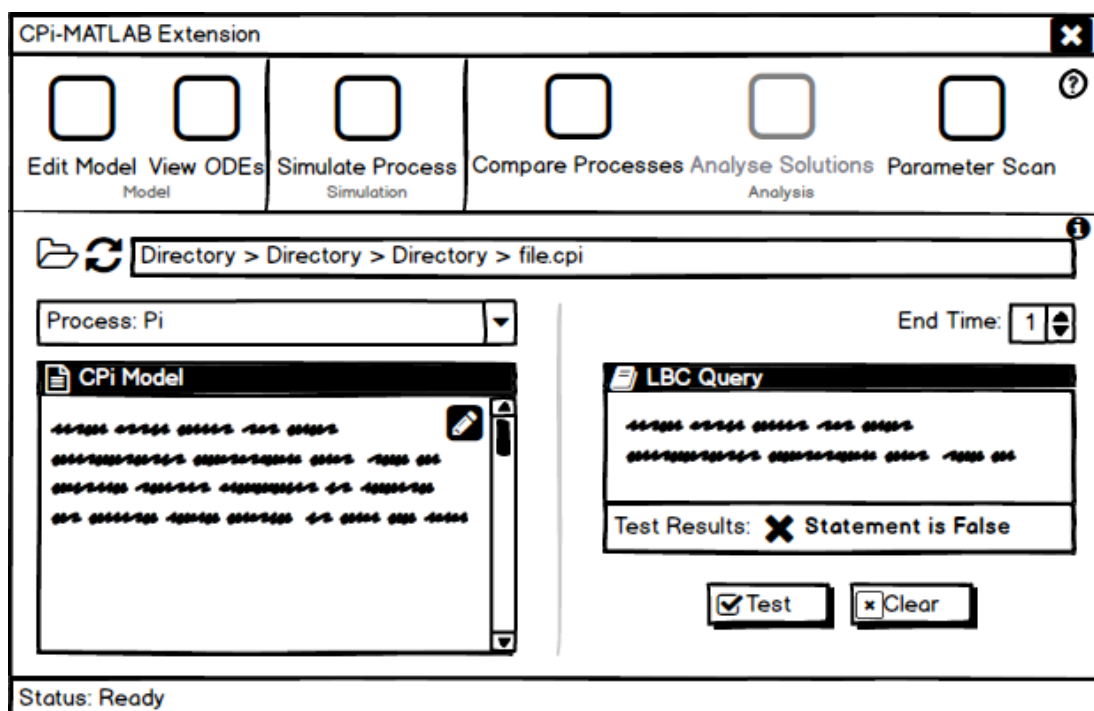 CPi-MATLAB Extension
Edit Model View ODEs Simulate Process Compare Processes Analyse Solutions Parameter Scan
Model Simulation Analysis
Directory > Directory > Directory > file.cpi
Process: Pi
End Time: 1
CPi Model
LBC Query
Test Results: Statement is False
Test Clear
Status: Ready